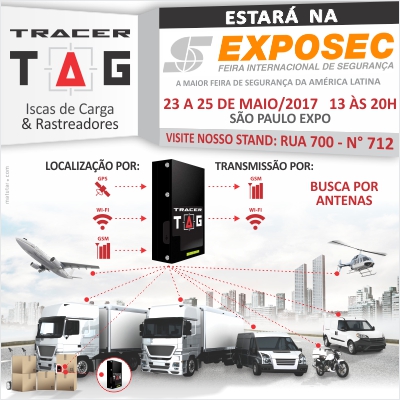 TRACER
TAG
Iscas de Carga
& Rastreadores
ESTARÁ NA
EXPOSEC
FEIRA INTERNACIONAL DE SEGURANÇA
A MAIOR FEIRA DE SEGURANÇA DA AMÉRICA LATINA
23 A 25 DE MAIO/2017 13 ÀS 20H
SÃO PAULO EXPO
VISITE NOSSO STAND: RUA 700 - N° 712
LOCALIZAÇÃO POR:
TRANSMISSÃO POR:
GPS
WI-FI
GSM
TRACER
TAG
GSM
WI-FI
BUSCA POR
ANTENAS